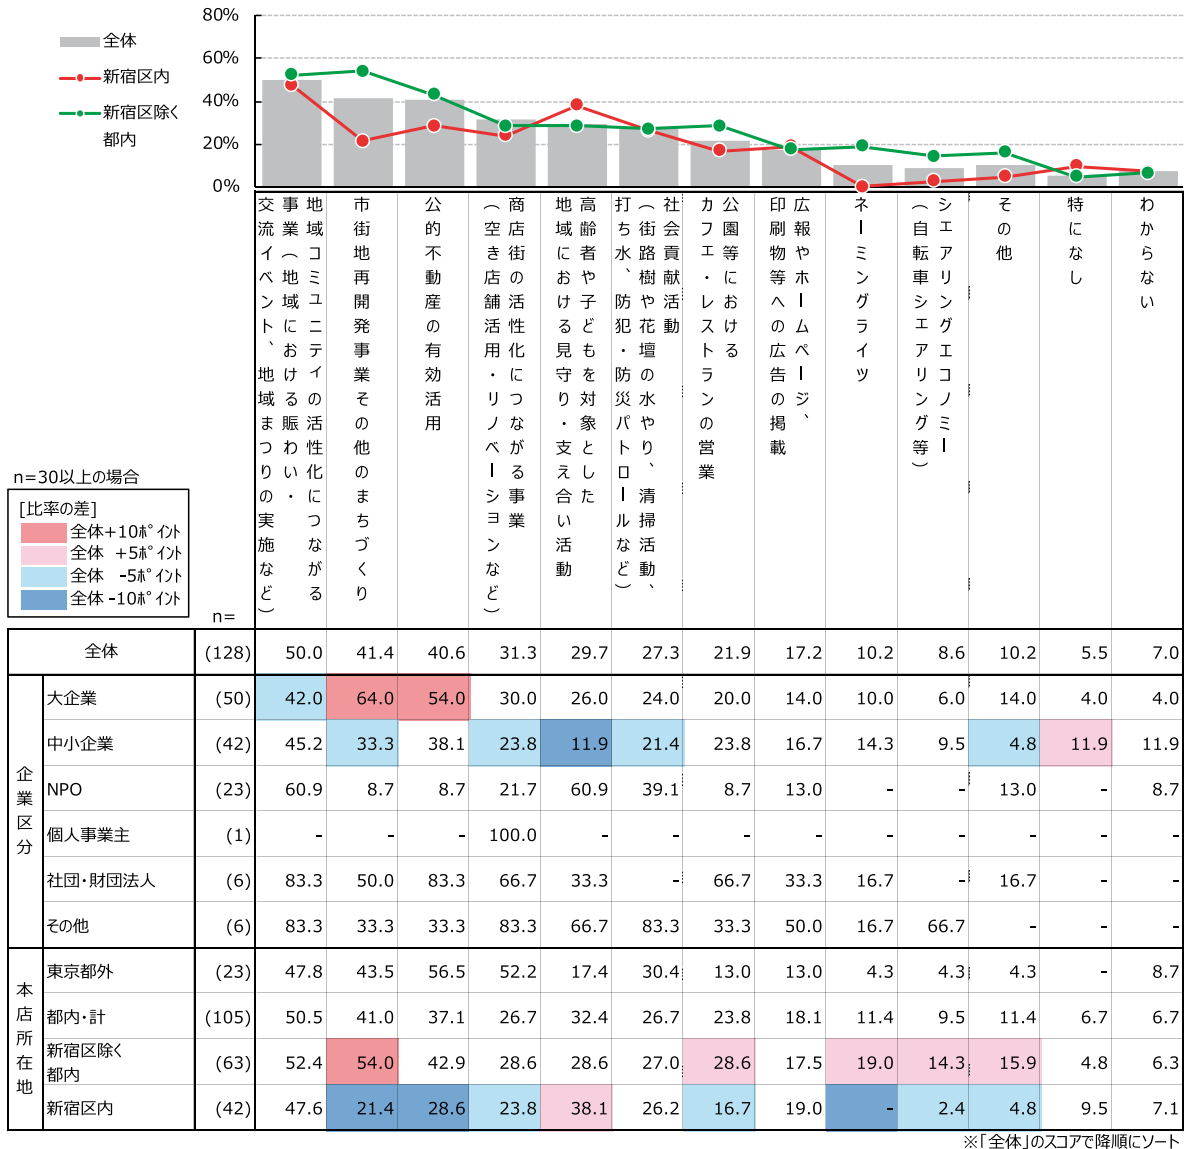 80%
60%
40%
20%
0%
全体
新宿区内
新宿区除く
都内
地域コミュニティの活性化につながる
事業（地域における賑わい・
交流イベント、地域まつりの実施など）
市街地再開発事業その他のまちづくり
公的不動産の有効活用
商店街の活性化につながる事業
（空き店舗活用・リノベーションなど）
高齢者や子どもを対象とした
地域における見守り・支え合い活動
社会貢献活動
（街路樹や花壇の水やり、清掃活動、
打ち水、防犯・防災パトロールなど）
公園等における
カフェ・レストランの営業
広報やホームページ、
印刷物等への広告の掲載
ネーミングライツ
シェアリングエコノミー
（自転車シェアリング等）
その他
特になし
わからない
n=30以上の場合
[比率の差]
全体+10ﾎﾟｲﾝﾄ
全体 +5ﾎﾟｲﾝﾄ
全体 -5ﾎﾟｲﾝﾄ
全体 -10ﾎﾟｲﾝﾄ
n=
全体 (128) 50.0 41.4 40.6 31.3 29.7 27.3 21.9 17.2 10.2 8.6 10.2 5.5 7.0
企業区分
大企業 (50) 42.0 64.0 54.0 30.0 26.0 24.0 20.0 14.0 10.0 6.0 14.0 4.0 4.0
中小企業 (42) 45.2 33.3 38.1 23.8 11.9 21.4 23.8 16.7 14.3 9.5 4.8 11.9 11.9
NPO (23) 60.9 8.7 8.7 21.7 60.9 39.1 8.7 13.0 - - 13.0 - 8.7
個人事業主 (1) - - - 100.0 - - - - - - - - -
社団・財団法人 (6) 83.3 50.0 83.3 66.7 33.3 - 66.7 33.3 16.7 - 16.7 - -
その他 (6) 83.3 33.3 33.3 83.3 66.7 83.3 33.3 50.0 16.7 66.7 - - -
本店所在地
東京都外 (23) 47.8 43.5 56.5 52.2 17.4 30.4 13.0 13.0 4.3 4.3 4.3 - 8.7
都内・計 (105) 50.5 41.0 37.1 26.7 32.4 26.7 23.8 18.1 11.4 9.5 11.4 6.7 6.7
新宿区除く
都内 (63) 52.4 54.0 42.9 28.6 28.6 27.0 28.6 17.5 19.0 14.3 15.9 4.8 6.3
新宿区内 (42) 47.6 21.4 28.6 23.8 38.1 26.2 16.7 19.0 - 2.4 4.8 9.5 7.1
※「全体」のスコアで降順にソート